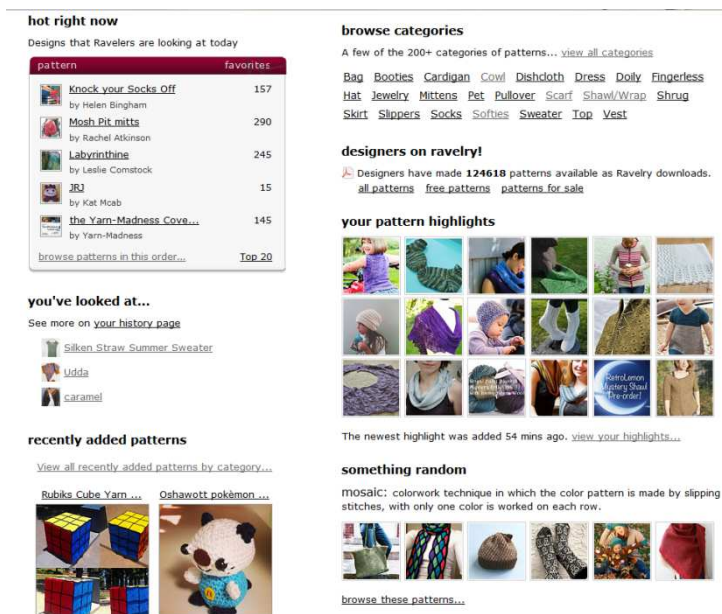 hot right now
Designs that Ravelers are looking at today
pattern favorites
Knock your Socks Off 157
by Helen Bingham
Mosh Pit mitts 290
by Rachel Atkinson
Labyrinthine 245
by Leslie Comstock
JRJ 15
by Kat Mcab
the Yarn-Madness Cove... 145
by Yarn-Madness
browse patterns in this order... Top 20
you've looked at...
See more on your history page
Silken Straw Summer Sweater
Udda
caramel
recently added patterns
View all recently added patterns by category...
Rubiks Cube Yarn ... Oshawott pokèmon ...
browse categories
A few of the 200+ categories of patterns... view all categories
Bag Booties Cardigan Cowl Dishcloth Dress Doily Fingerless
Hat Jewelry Mittens Pet Pullover Scarf Shawl/Wrap Shrug
Skirt Slippers Socks Softies Sweater Top Vest
designers on ravelry!
Designers have made 124618 patterns available as Ravelry downloads.
all patterns free patterns patterns for sale
your pattern highlights
RetroLemon
Mystery Shawl
Pre-order!
The newest highlight was added 54 mins ago. view your highlights...
something random
mosaic: colorwork technique in which the color pattern is made by slipping
stitches, with only one color is worked on each row.
browse these patterns...